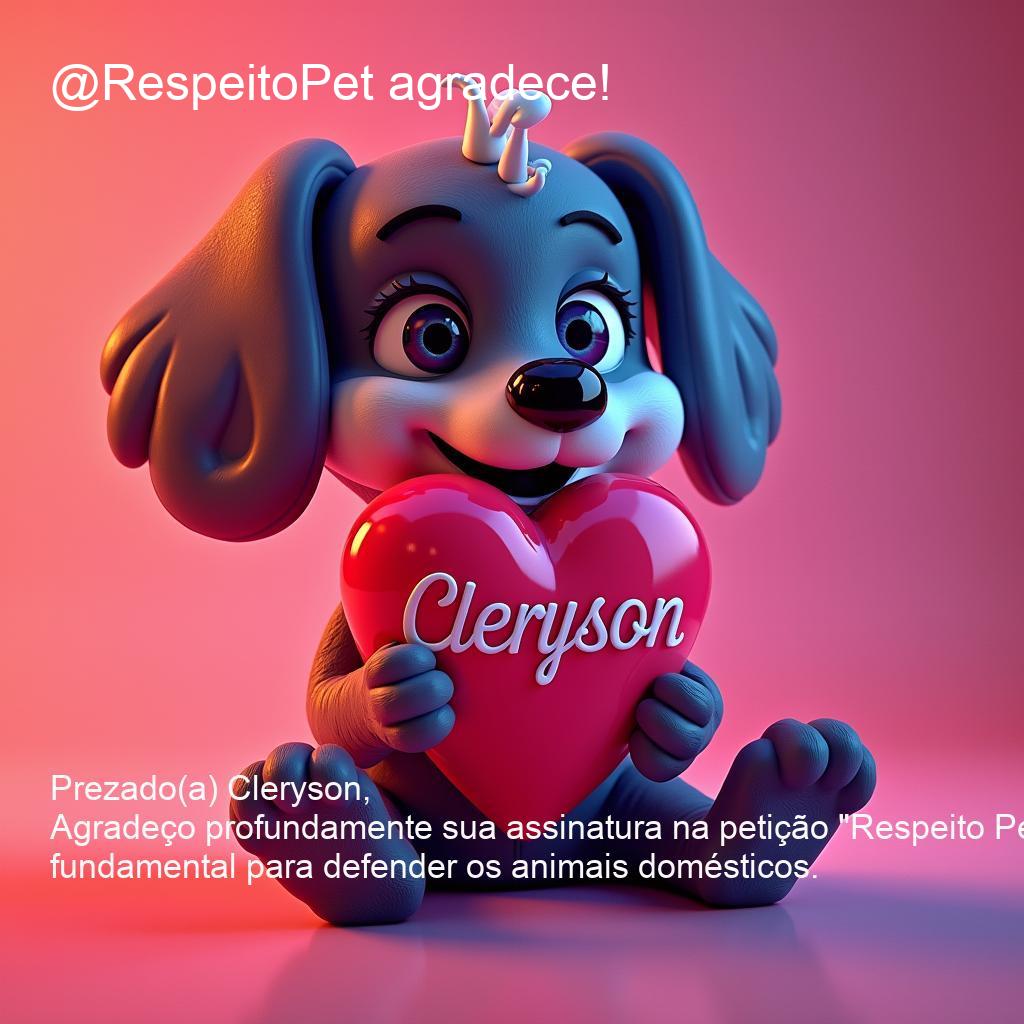 @RespeitoPet agradece!
Cleryson
Prezado(a) Cleryson,
Agradeço profundamente sua assinatura na petição "Respeito Pe
fundamental para defender os animais domésticos.